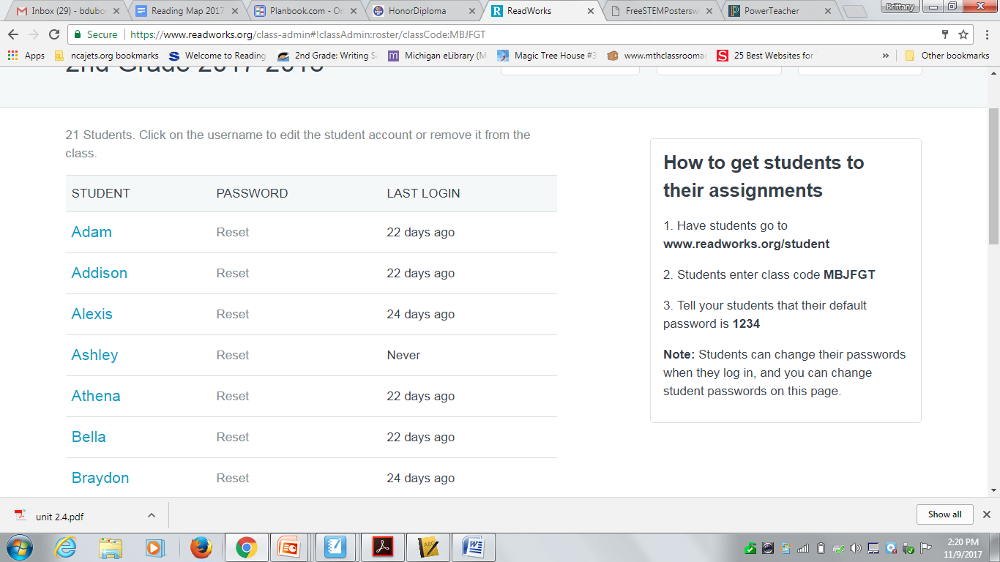 Inbox (29) - bdubo
Reading Map 2017
Planbook.com - On
HonorDiploma
ReadWorks
FreeSTEMPostersw
PowerTeacher
Brittany
Secure
https://www.readworks.org/class-admin#!classAdmin:roster/classCode:MBJFGT
Apps
ncajets.org bookmarks
Welcome to Reading
2nd Grade: Writing Sa
Michigan eLibrary (M
Magic Tree House #3
www.mthclassroomac
25 Best Websites for
»
Other bookmarks
2nd Grade 2017-2018
21 Students. Click on the username to edit the student account or remove it from the
class.
STUDENT PASSWORD LAST LOGIN
Adam Reset 22 days ago
Addison Reset 22 days ago
Alexis Reset 24 days ago
Ashley Reset Never
Athena Reset 22 days ago
Bella Reset 22 days ago
Braydon Reset 24 days ago
How to get students to
their assignments
1. Have students go to
www.readworks.org/student
2. Students enter class code MBJFGT
3. Tell your students that their default
password is 1234
Note: Students can change their passwords
when they log in, and you can change
student passwords on this page.
unit 2.4.pdf
Show all
2:20 PM
11/9/2017